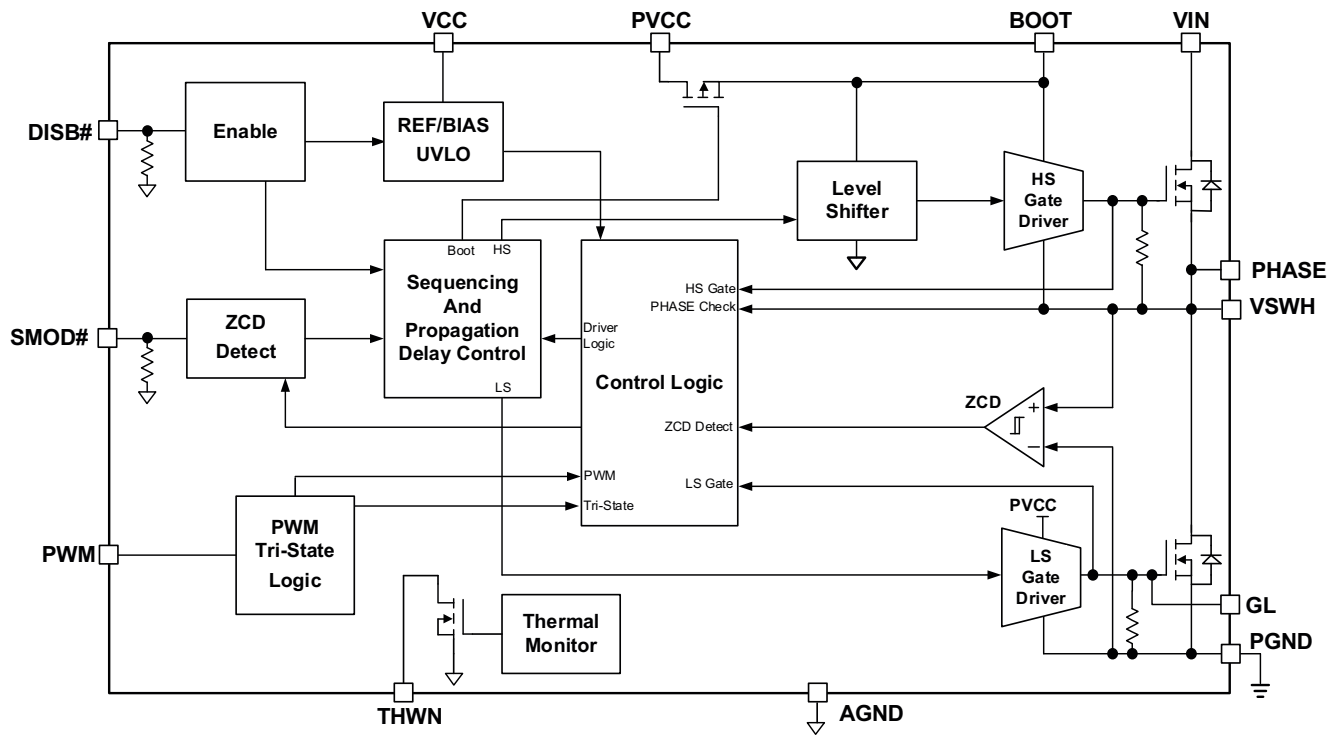 VCC
PVCC
BOOT
VIN
DISB#
Enable
REF/BIAS
UVLO
Level
Shifter
HS
Gate
Driver
Boot
HS
Sequencing
And
Propagation
Delay Control
LS
PHASE
HS Gate
PHASE Check
VSWH
SMOD#
ZCD
Detect
Driver
Logic
Control Logic
ZCD
+
−
ZCD Detect
PWM
LS Gate
Tri-State
PVCC
PWM
PWM
Tri-State
Logic
LS
Gate
Driver
GL
Thermal
Monitor
PGND
THWN
AGND